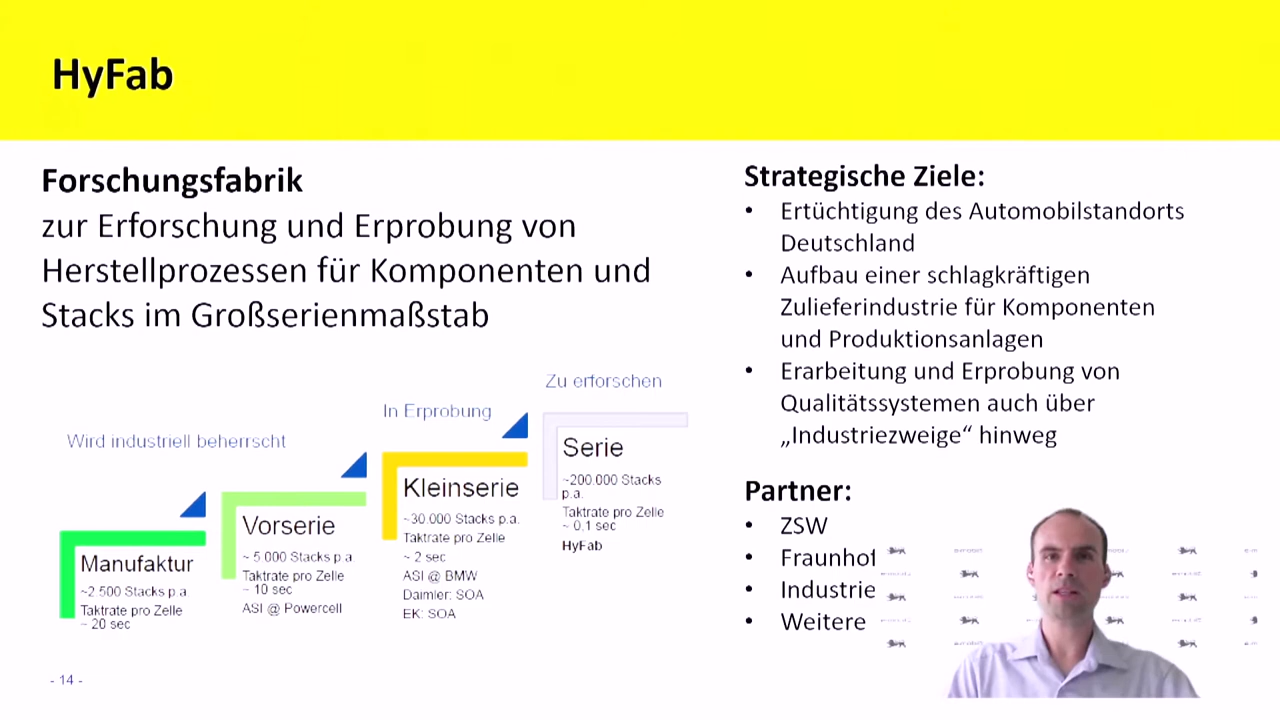 HyFab
Forschungsfabrik
zur Erforschung und Erprobung von
Herstellprozessen für Komponenten und
Stacks im Großserienmaßstab
Zu erforschen
In Erprobung
Wird industriell beherrscht
Manufaktur
~2 500 Stacks p.a
Taktrate pro Zelle
~ 20 sec
Vorserie
~ 5 000 Stacks p.a
Taktrate pro Zelle
~ 10 sec
ASI @ Powercell
Kleinserie
~30.000 Stacks p.a.
Taktrate pro Zelle
~ 2 sec
ASI @ BMW
Daimler: SOA
EK: SOA
Serie
~200.000 Stacks
p.a.
Taktrate pro Zelle
~ 0,1 sec
HyFab
- 14 -
Strategische Ziele:
• Ertüchtigung des Automobilstandorts
Deutschland
• Aufbau einer schlagkräftigen
Zulieferindustrie für Komponenten
und Produktionsanlagen
• Erarbeitung und Erprobung von
Qualitätssystemen auch über
„Industriezweige“ hinweg
Partner:
• ZSW
• Fraunhof
• Industrie
• Weitere